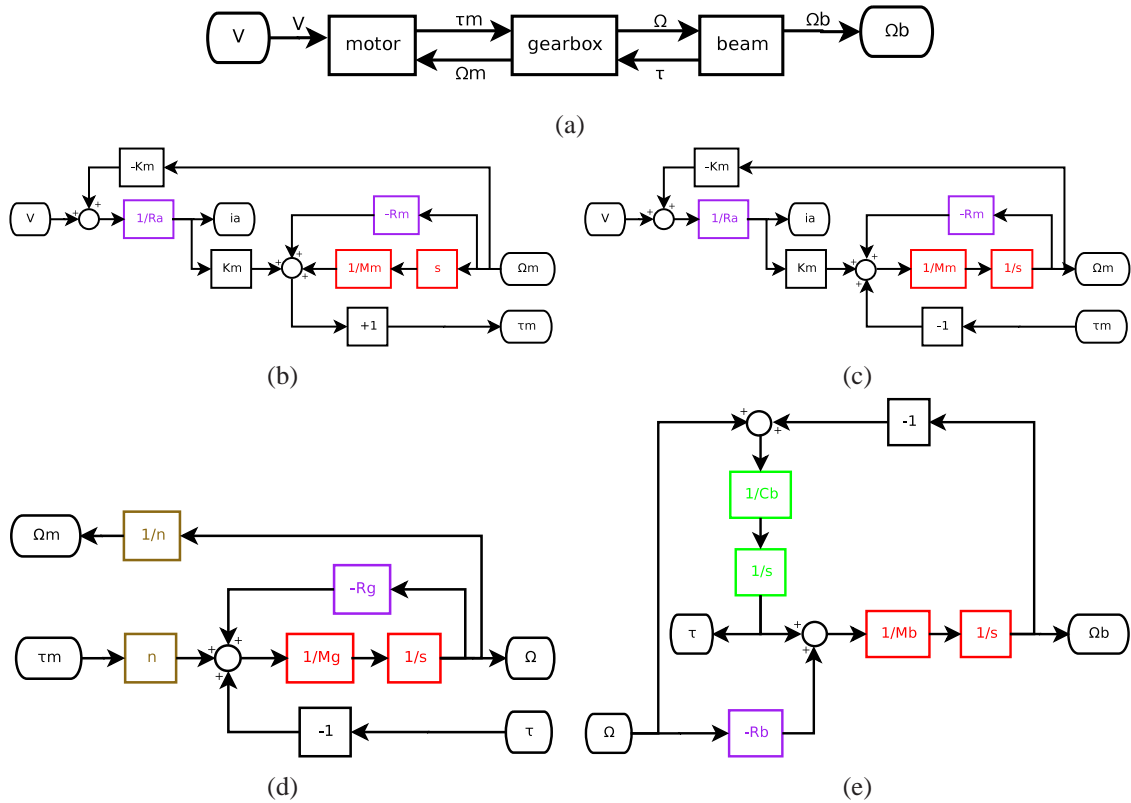 V
V
motor
τm
Ωm
gearbox
Ω
τ
beam
Ωb
Ωb
(a)
-Km
V
+
+
1/Ra
ia
Km
-Rm
+
+
+
1/Mm
s
Ωm
+1
τm
(b)
-Km
V
+
+
1/Ra
ia
Km
-Rm
+
+
+
1/Mm
1/s
Ωm
-1
τm
(c)
Ωm
1/n
-Rg
τm
n
+
+
+
1/Mg
1/s
Ω
-1
τ
(d)
+
+
-1
1/Cb
1/s
τ
+
+
1/Mb
1/s
Ωb
Ω
-Rb
(e)